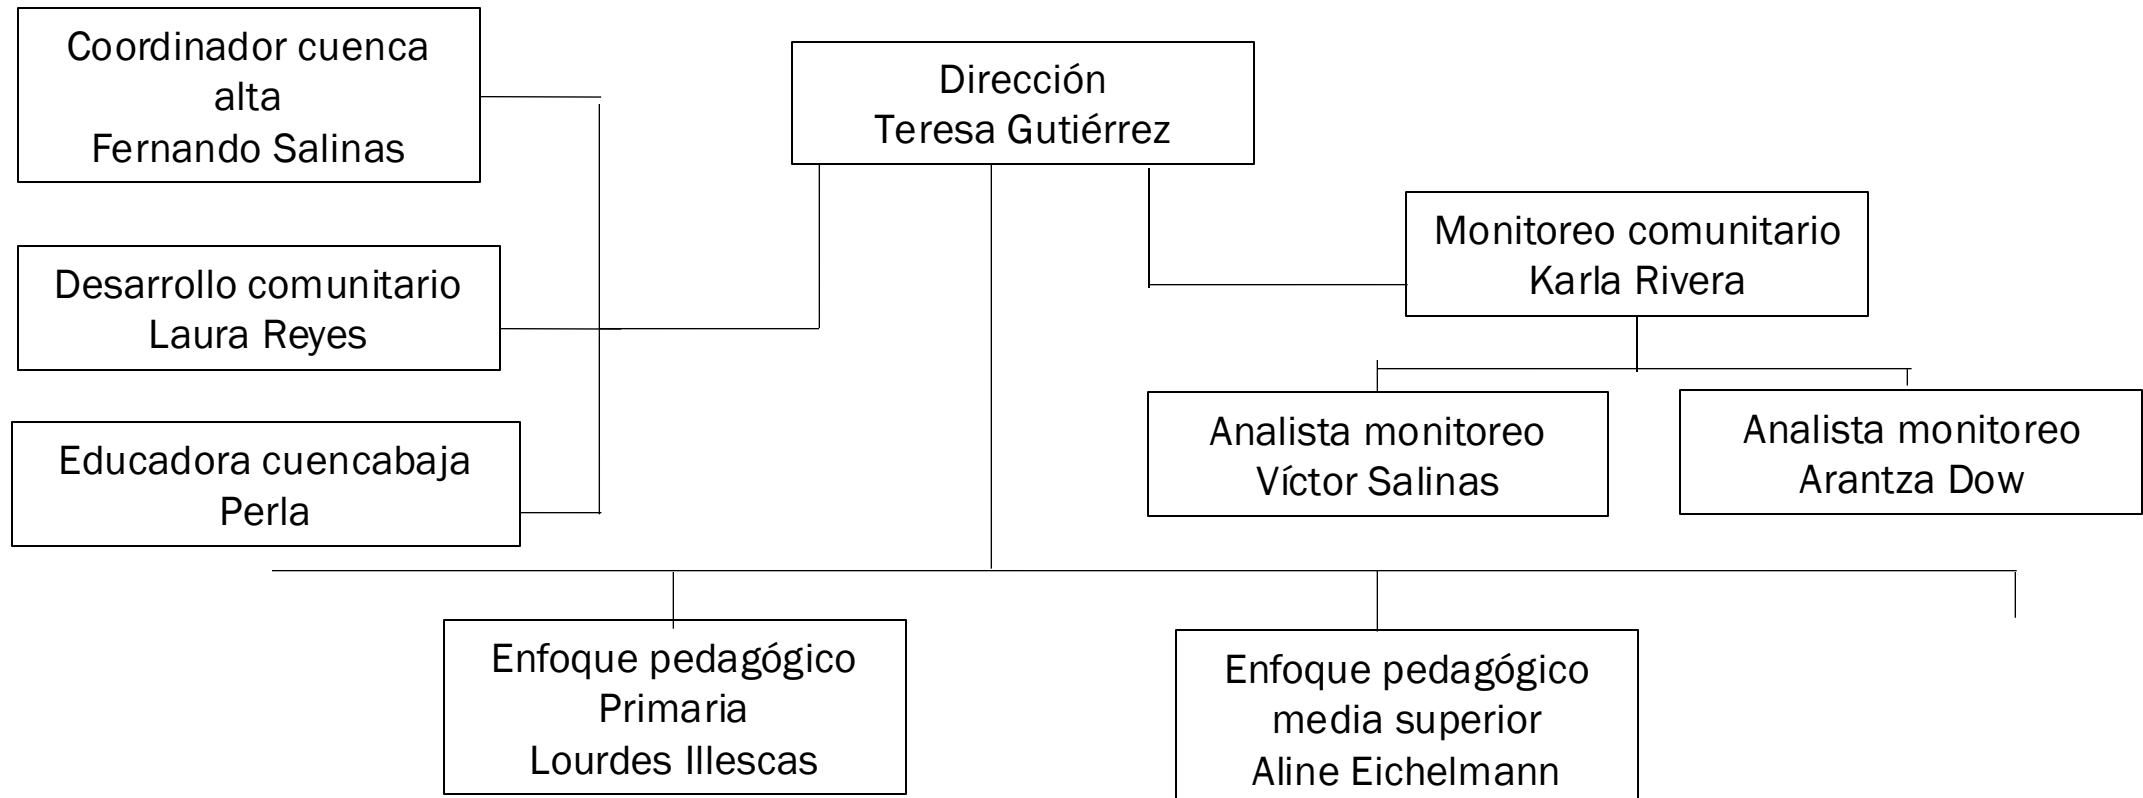 Coordinador cuenca
alta
Fernando Salinas
Dirección
Teresa Gutiérrez
Monitoreo comunitario
Karla Rivera
Desarrollo comunitario
Laura Reyes
Analista monitoreo
Víctor Salinas
Analista monitoreo
Arantza Dow
Educadora cuencabaja
Perla
Enfoque pedagógico
Primaria
Lourdes Illescas
Enfoque pedagógico
media superior
Aline Eichelmann